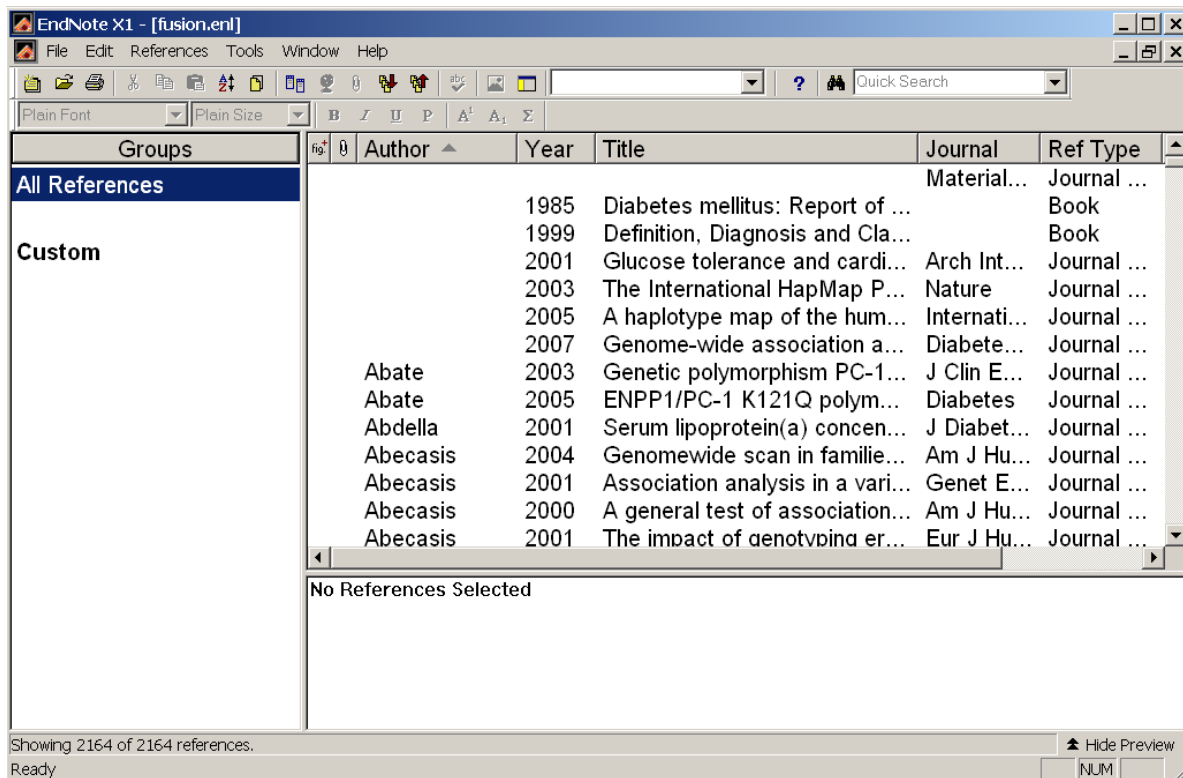 EndNote X1 - [fusion.enl]
File Edit References Tools Window Help
Quick Search
Plain Font Plain Size B I U P A¹ A₁ Σ
Groups
fig. Author Year Title Journal Ref Type
All References
Custom
Material... Journal ...
1985 Diabetes mellitus: Report of ... Book
1999 Definition, Diagnosis and Cla... Book
2001 Glucose tolerance and cardi... Arch Int... Journal ...
2003 The International HapMap P... Nature Journal ...
2005 A haplotype map of the hum... Internati... Journal ...
2007 Genome-wide association a... Diabete... Journal ...
Abate 2003 Genetic polymorphism PC-1... J Clin E... Journal ...
Abate 2005 ENPP1/PC-1 K121Q polym... Diabetes Journal ...
Abdella 2001 Serum lipoprotein(a) concen... J Diabet... Journal ...
Abecasis 2004 Genomewide scan in familie... Am J Hu... Journal ...
Abecasis 2001 Association analysis in a vari... Genet E... Journal ...
Abecasis 2000 A general test of association... Am J Hu... Journal ...
Abecasis 2001 The impact of genotyping er... Eur J Hu... Journal ...
No References Selected
Showing 2164 of 2164 references. Hide Preview
Ready NUM